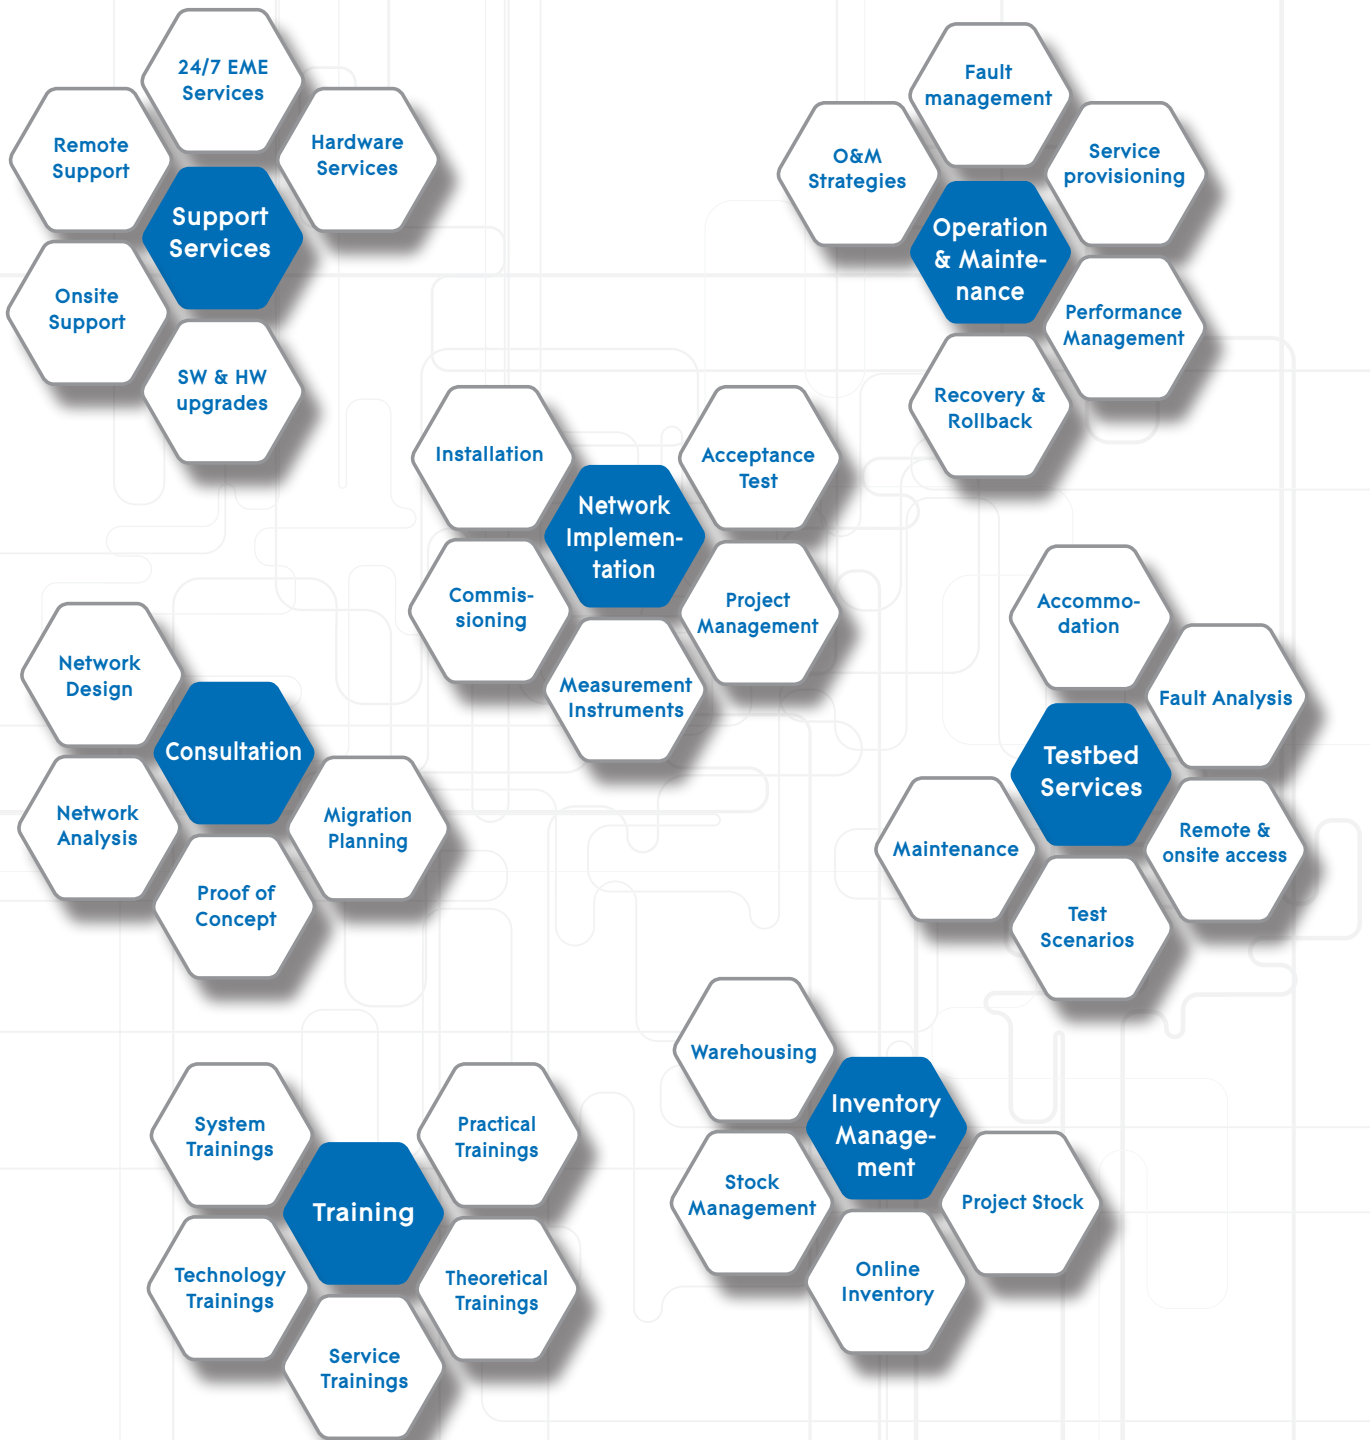 24/7 EME
Services
Remote
Support
Hardware
Services
Support
Services
Onsite
Support
SW & HW
upgrades
Fault
management
O&M
Strategies
Service
provisioning
Operation
& Mainte-
nance
Performance
Management
Recovery &
Rollback
Installation
Acceptance
Test
Network
Implemen-
tation
Commis-
sioning
Project
Management
Measurement
Instruments
Network
Design
Consultation
Network
Analysis
Migration
Planning
Proof of
Concept
Accommo-
dation
Fault Analysis
Testbed
Services
Maintenance
Remote &
onsite access
Test
Scenarios
System
Trainings
Practical
Trainings
Training
Technology
Trainings
Theoretical
Trainings
Service
Trainings
Warehousing
Inventory
Manage-
ment
Stock
Management
Project Stock
Online
Inventory